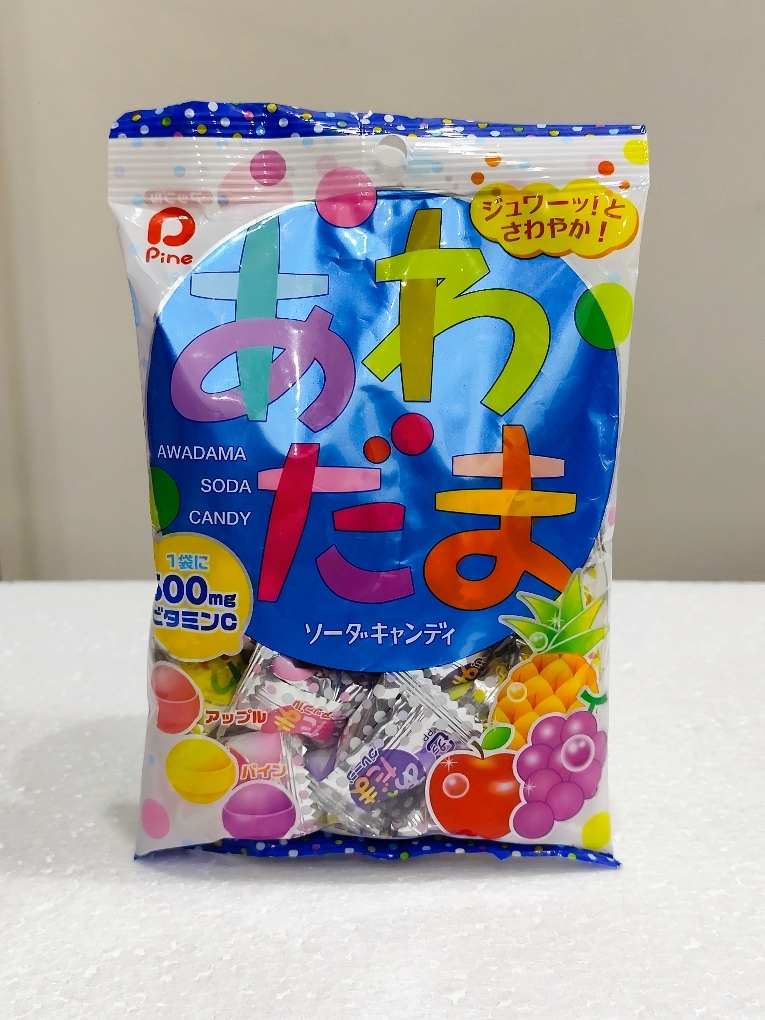 Pine
ジュワーッ!と
さわやか!
あわ
だま
AWADAMA
SODA
CANDY
1袋に
500mg
ビタミンC
ソーダキャンディ
アップル
パイン